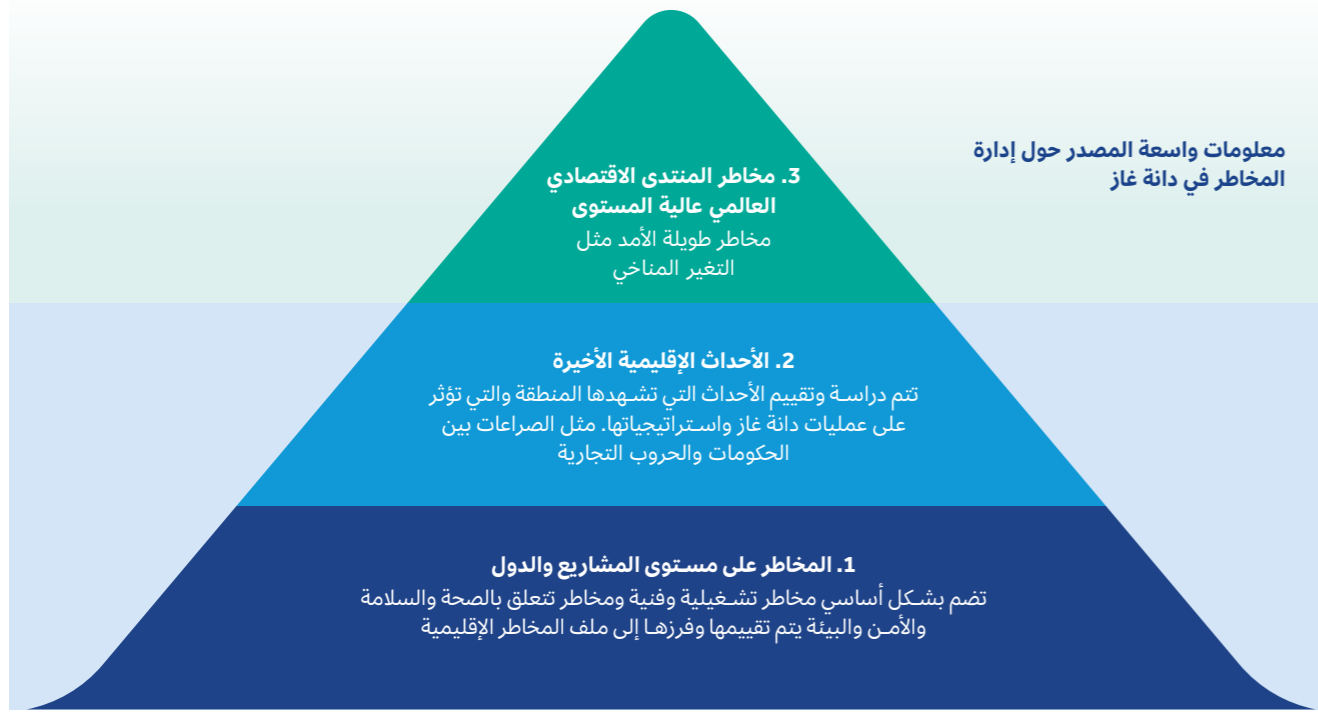 معلومات واسعة المصدر حول إدارة
المخاطر في دانة غاز
3. مخاطر المنتدى الاقتصادي
العالمي عالية المستوى
مخاطر طويلة الأمد مثل
التغير المناخي
2. الأحداث الإقليمية الأخيرة
تتم دراسة وتقييم الأحداث التي تشهدها المنطقة والتي تؤثر
على عمليات دانة غاز واستراتيجياتها. مثل الصراعات بين
الحكومات والحروب التجارية
1. المخاطر على مستوى المشاريع والدول
تضم بشكل أساسي مخاطر تشغيلية وفنية ومخاطر تتعلق بالصحة والسلامة
والأمن والبيئة يتم تقييمها وفرزها إلى ملف المخاطر الإقليمية